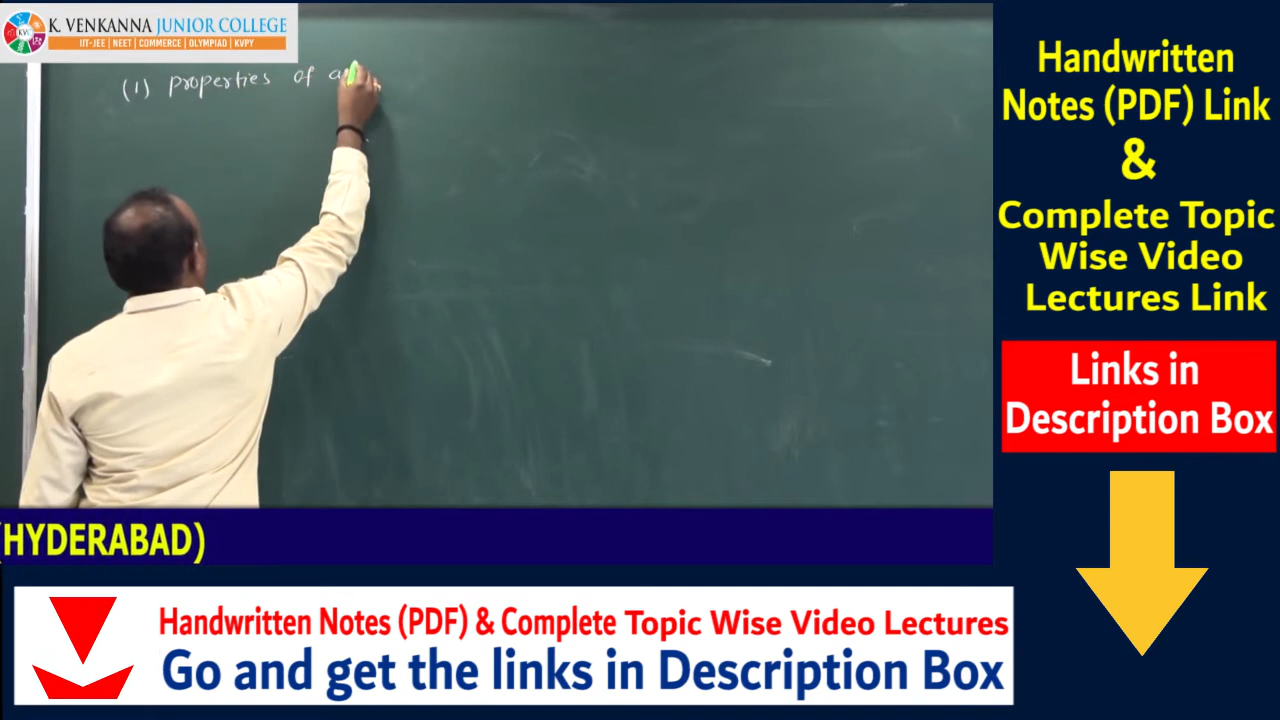 K. VENKANNA JUNIOR COLLEGE
IIT-JEE | NEET | COMMERCE | OLYMPIAD | KVPY
(1) properties of
Handwritten
Notes (PDF) Link
&
Complete Topic
Wise Video
Lectures Link
Links in
Description Box
(HYDERABAD)
Handwritten Notes (PDF) & Complete Topic Wise Video Lectures
Go and get the links in Description Box